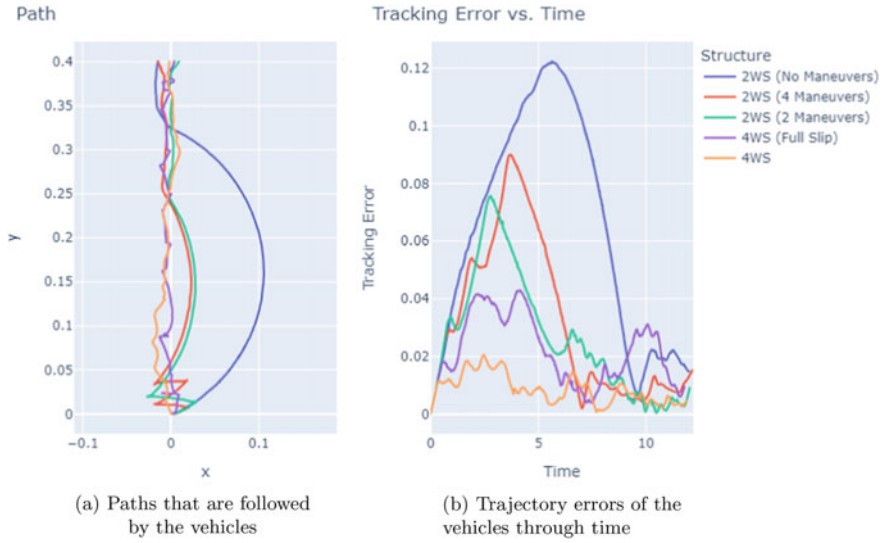 Path
Tracking Error vs. Time
0.4
0.35
0.3
0.25
0.2
0.15
0.1
0.05
0
y
−0.1
0
0.1
x
0.12
0.1
0.08
0.06
0.04
0.02
0
Tracking Error
0
5
10
Time
Structure
2WS (No Maneuvers)
2WS (4 Maneuvers)
2WS (2 Maneuvers)
4WS (Full Slip)
4WS
(a) Paths that are followed
by the vehicles
(b) Trajectory errors of the
vehicles through time